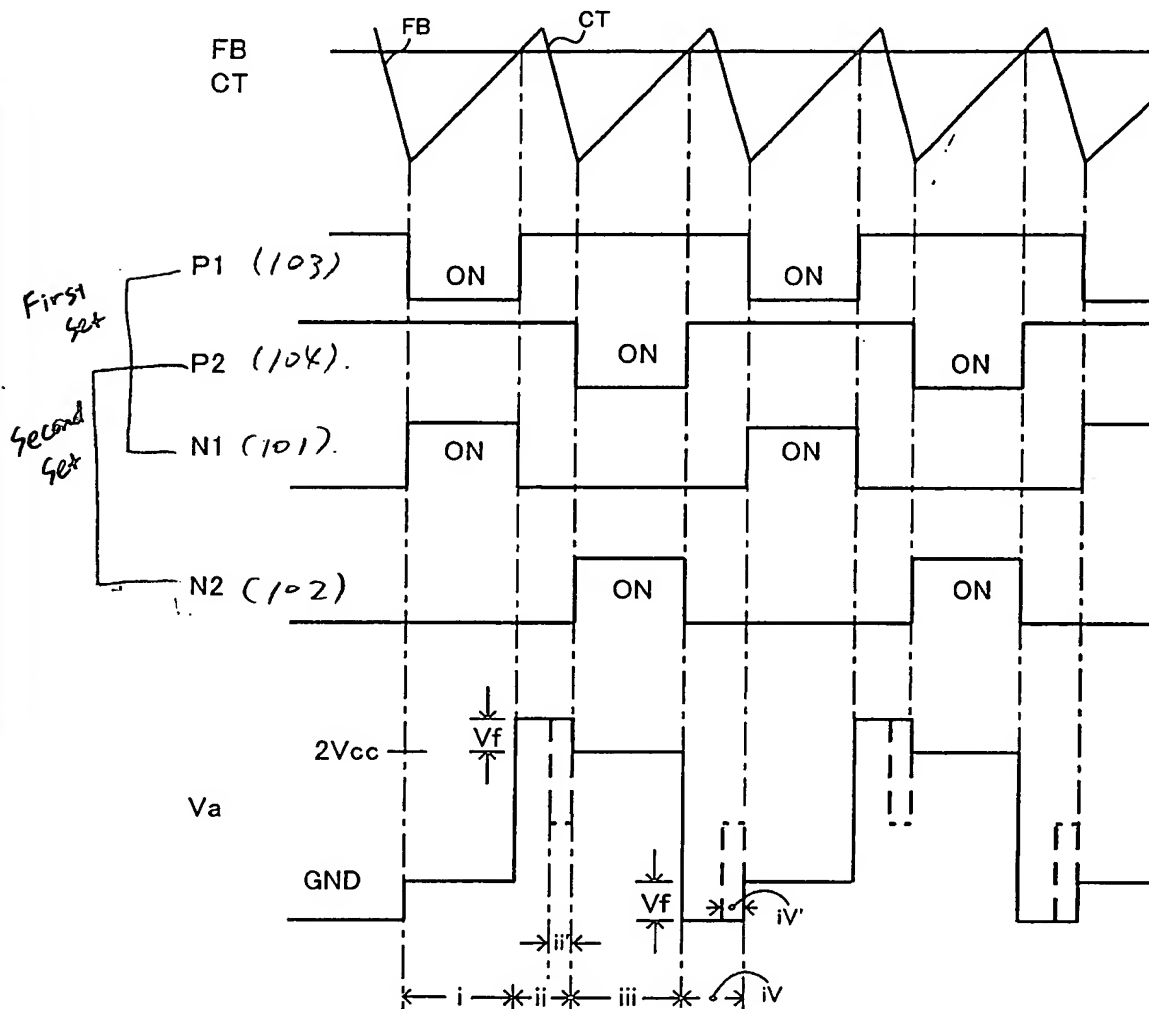 FB
CT
FB
CT
P1 (103)
ON
ON
First
Set
P2 (104).
ON
ON
Second
Set
N1 (101).
ON
ON
N2 (102)
ON
ON
Vf
2Vcc
Va
GND
Vf
iV'
ii'
i
ii
iii
iV